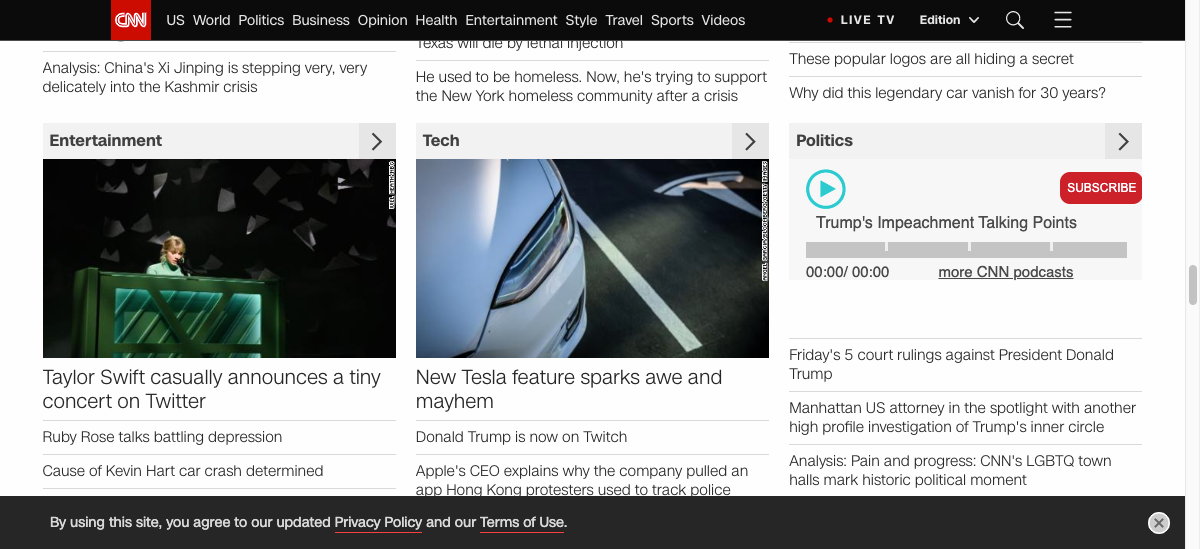 CNN
US World Politics Business Opinion Health Entertainment Style Travel Sports Videos
LIVE TV
Edition
Analysis: China's Xi Jinping is stepping very, very
delicately into the Kashmir crisis
Texas will die by lethal injection
He used to be homeless. Now, he's trying to support
the New York homeless community after a crisis
These popular logos are all hiding a secret
Why did this legendary car vanish for 30 years?
Entertainment
Taylor Swift casually announces a tiny
concert on Twitter
Ruby Rose talks battling depression
Cause of Kevin Hart car crash determined
Tech
New Tesla feature sparks awe and
mayhem
Donald Trump is now on Twitch
Apple's CEO explains why the company pulled an
app Hong Kong protesters used to track police
Politics
SUBSCRIBE
Trump's Impeachment Talking Points
00:00/ 00:00
more CNN podcasts
Friday's 5 court rulings against President Donald
Trump
Manhattan US attorney in the spotlight with another
high profile investigation of Trump's inner circle
Analysis: Pain and progress: CNN's LGBTQ town
halls mark historic political moment
By using this site, you agree to our updated Privacy Policy and our Terms of Use.